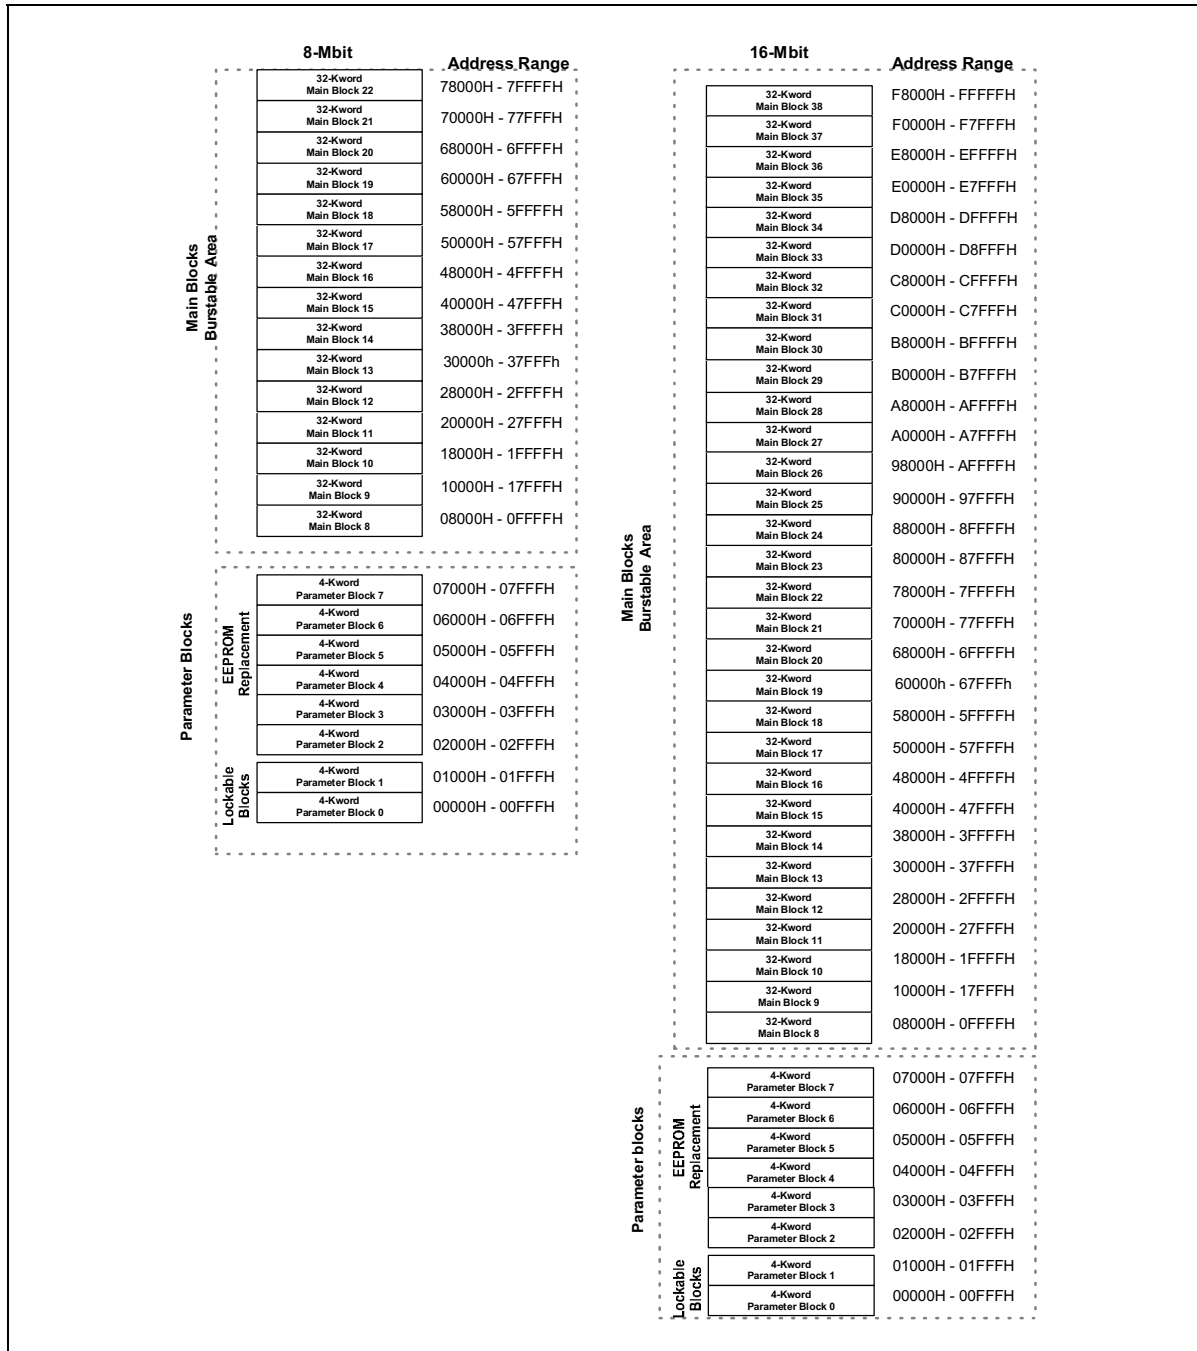 8-Mbit
Address Range
32-Kword
Main Block 22
78000H - 7FFFFH
32-Kword
Main Block 21
70000H - 77FFFH
32-Kword
Main Block 20
68000H - 6FFFFH
32-Kword
Main Block 19
60000H - 67FFFH
32-Kword
Main Block 18
58000H - 5FFFFH
32-Kword
Main Block 17
50000H - 57FFFH
32-Kword
Main Block 16
48000H - 4FFFFH
32-Kword
Main Block 15
40000H - 47FFFH
32-Kword
Main Block 14
38000H - 3FFFFH
32-Kword
Main Block 13
30000h - 37FFFh
32-Kword
Main Block 12
28000H - 2FFFFH
32-Kword
Main Block 11
20000H - 27FFFH
32-Kword
Main Block 10
18000H - 1FFFFH
32-Kword
Main Block 9
10000H - 17FFFH
32-Kword
Main Block 8
08000H - 0FFFFH
Main Blocks
Burstable Area
4-Kword
Parameter Block 7
07000H - 07FFFH
4-Kword
Parameter Block 6
06000H - 06FFFH
4-Kword
Parameter Block 5
05000H - 05FFFH
4-Kword
Parameter Block 4
04000H - 04FFFH
4-Kword
Parameter Block 3
03000H - 03FFFH
4-Kword
Parameter Block 2
02000H - 02FFFH
4-Kword
Parameter Block 1
01000H - 01FFFH
4-Kword
Parameter Block 0
00000H - 00FFFH
Parameter Blocks
EEPROM
Replacement
Lockable
Blocks
16-Mbit
Address Range
32-Kword
Main Block 38
F8000H - FFFFFH
32-Kword
Main Block 37
F0000H - F7FFFH
32-Kword
Main Block 36
E8000H - EFFFFH
32-Kword
Main Block 35
E0000H - E7FFFH
32-Kword
Main Block 34
D8000H - DFFFFH
32-Kword
Main Block 33
D0000H - D8FFFH
32-Kword
Main Block 32
C8000H - CFFFFH
32-Kword
Main Block 31
C0000H - C7FFFH
32-Kword
Main Block 30
B8000H - BFFFFH
32-Kword
Main Block 29
B0000H - B7FFFH
32-Kword
Main Block 28
A8000H - AFFFFH
32-Kword
Main Block 27
A0000H - A7FFFH
32-Kword
Main Block 26
98000H - AFFFFH
32-Kword
Main Block 25
90000H - 97FFFH
32-Kword
Main Block 24
88000H - 8FFFFH
32-Kword
Main Block 23
80000H - 87FFFH
32-Kword
Main Block 22
78000H - 7FFFFH
32-Kword
Main Block 21
70000H - 77FFFH
32-Kword
Main Block 20
68000H - 6FFFFH
32-Kword
Main Block 19
60000h - 67FFFh
32-Kword
Main Block 18
58000H - 5FFFFH
32-Kword
Main Block 17
50000H - 57FFFH
32-Kword
Main Block 16
48000H - 4FFFFH
32-Kword
Main Block 15
40000H - 47FFFH
32-Kword
Main Block 14
38000H - 3FFFFH
32-Kword
Main Block 13
30000H - 37FFFH
32-Kword
Main Block 12
28000H - 2FFFFH
32-Kword
Main Block 11
20000H - 27FFFH
32-Kword
Main Block 10
18000H - 1FFFFH
32-Kword
Main Block 9
10000H - 17FFFH
32-Kword
Main Block 8
08000H - 0FFFFH
Main Blocks
Burstable Area
4-Kword
Parameter Block 7
07000H - 07FFFH
4-Kword
Parameter Block 6
06000H - 06FFFH
4-Kword
Parameter Block 5
05000H - 05FFFH
4-Kword
Parameter Block 4
04000H - 04FFFH
4-Kword
Parameter Block 3
03000H - 03FFFH
4-Kword
Parameter Block 2
02000H - 02FFFH
4-Kword
Parameter Block 1
01000H - 01FFFH
4-Kword
Parameter Block 0
00000H - 00FFFH
Parameter blocks
EEPROM
Replacement
Lockable
Blocks